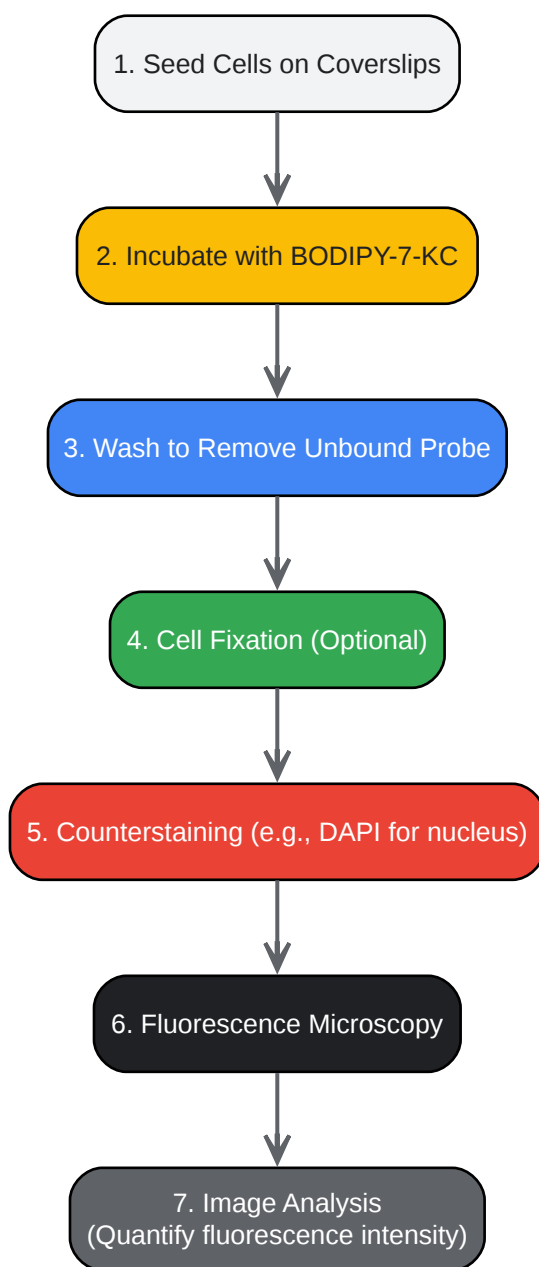 1. Seed Cells on Coverslips
2. Incubate with BODIPY-7-KC
3. Wash to Remove Unbound Probe
4. Cell Fixation (Optional)
5. Counterstaining (e.g., DAPI for nucleus)
6. Fluorescence Microscopy
7. Image Analysis
(Quantify fluorescence intensity)